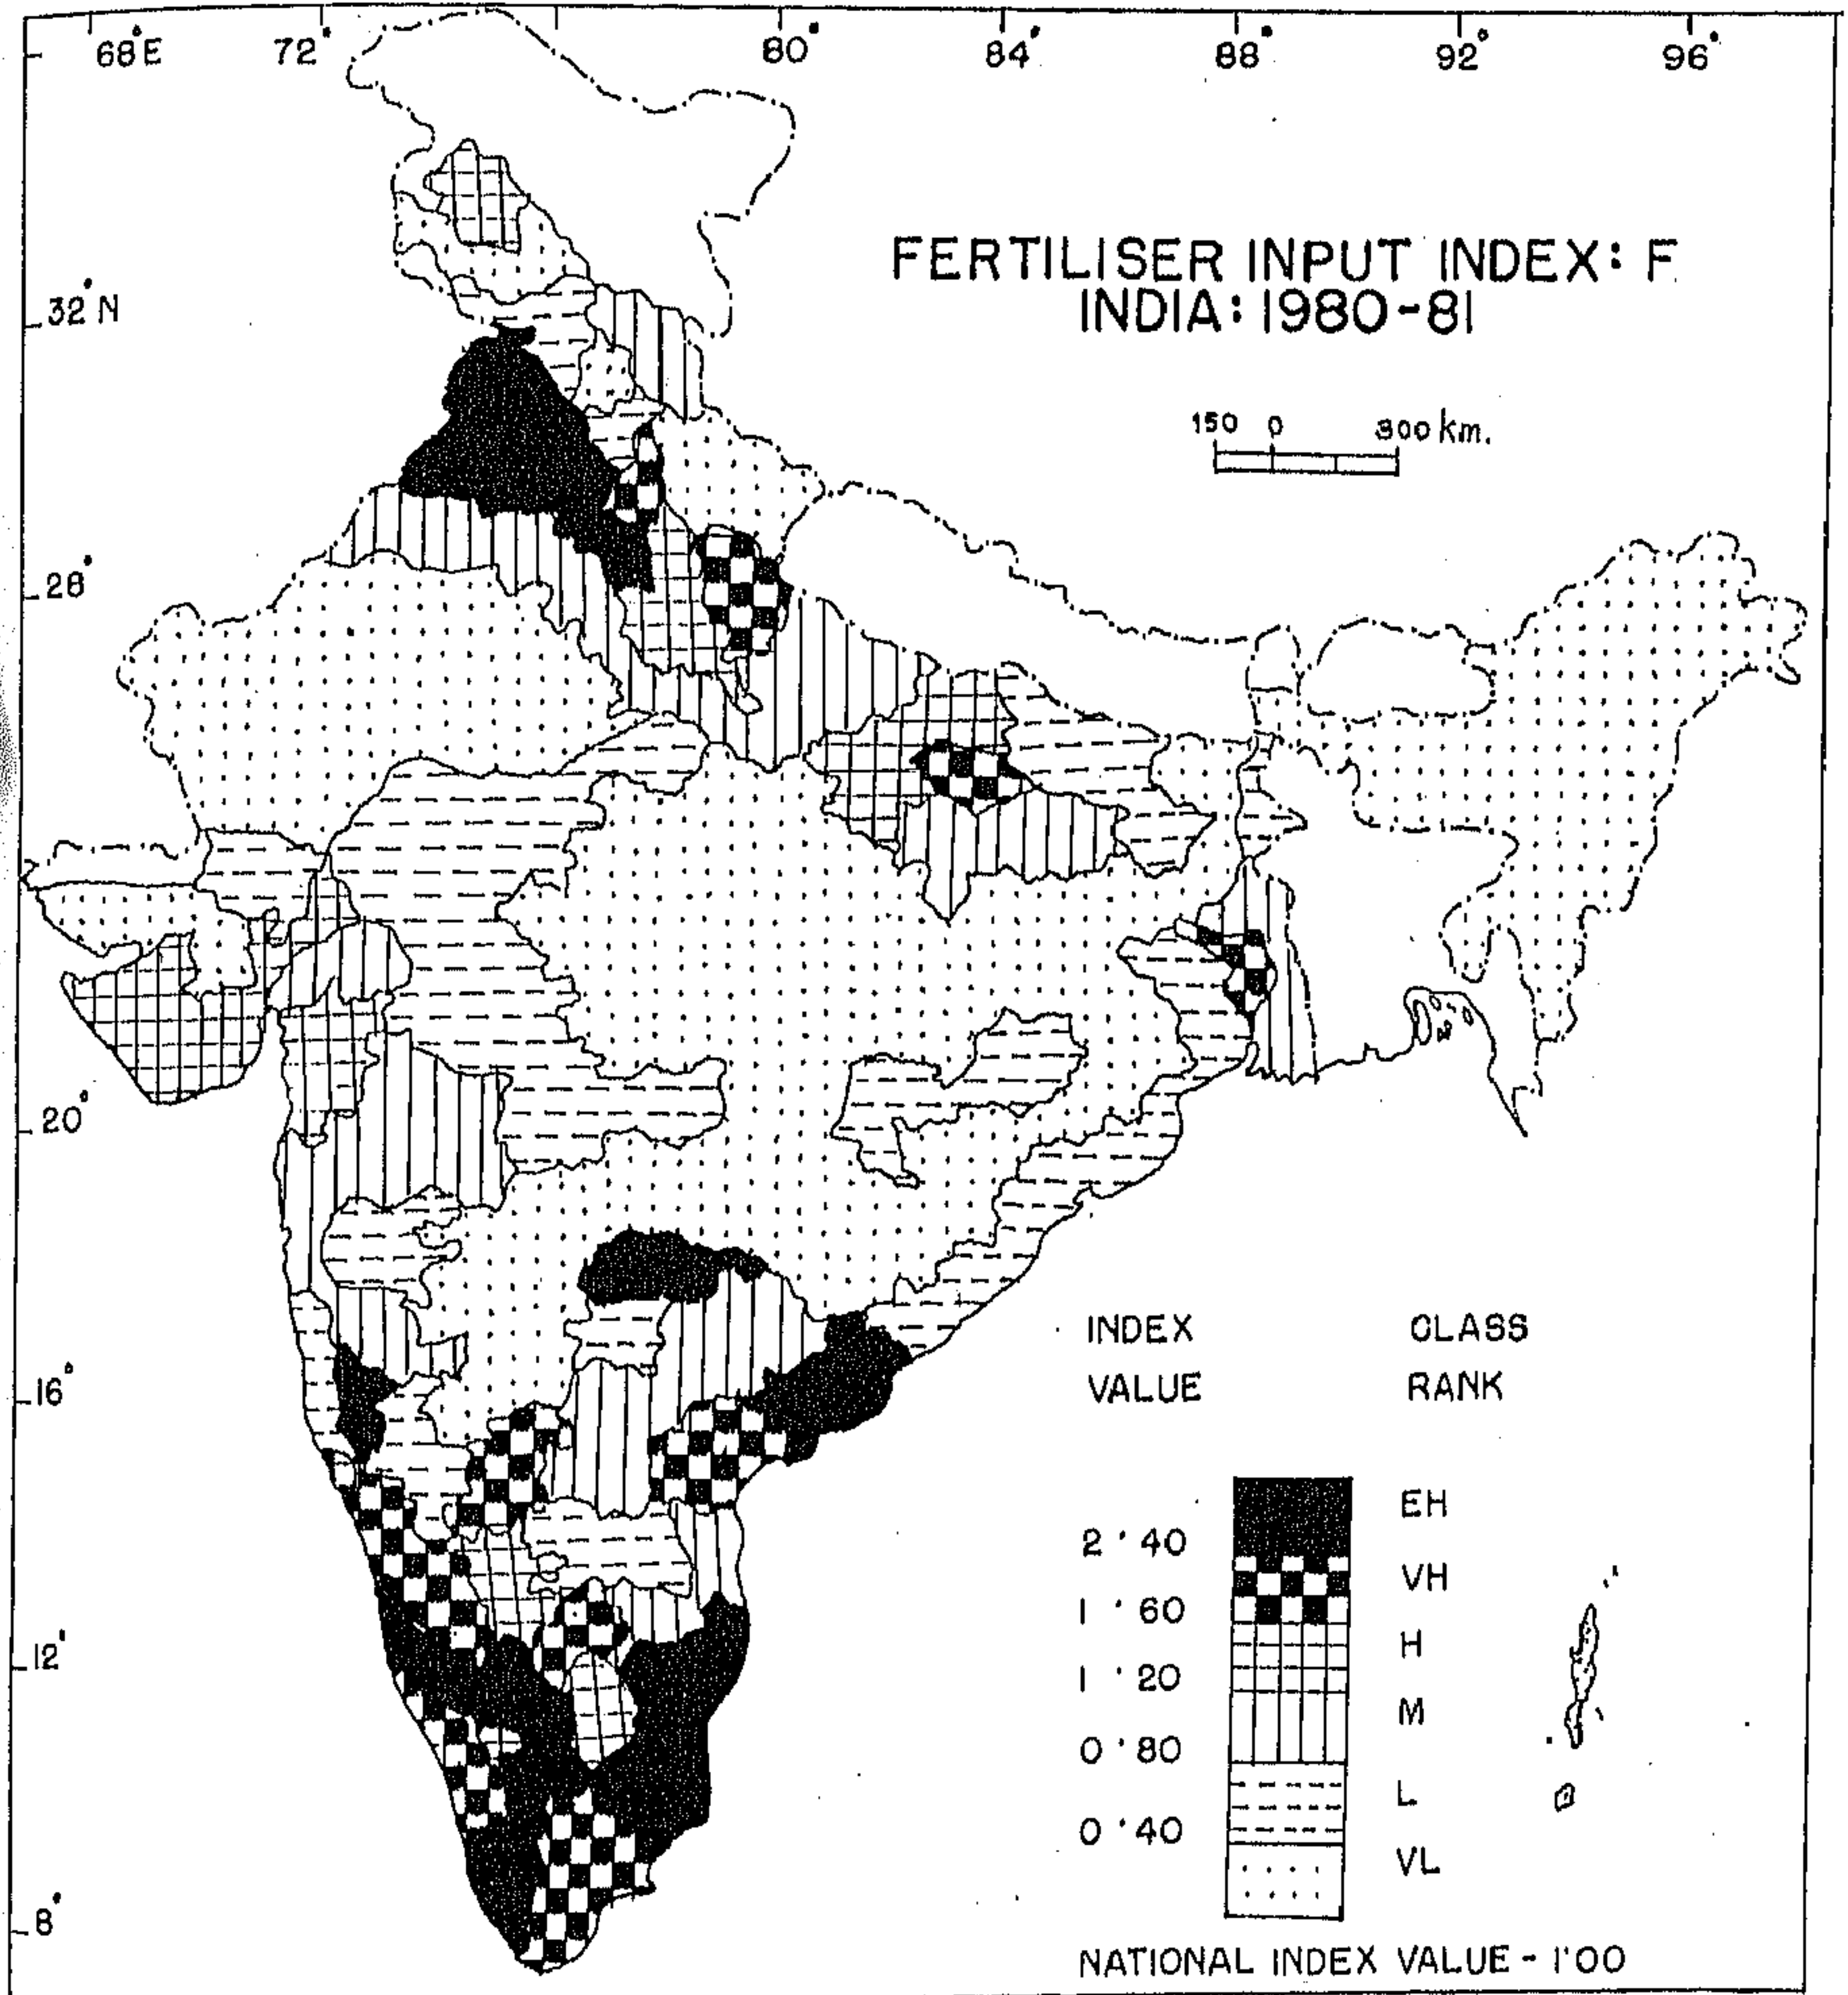 68°E 72° 80° 84° 88° 92° 96°
FERTILISER INPUT INDEX: F
INDIA: 1980-81
32°N
150 0 300 km.
28°
20°
16°
12°
8°
INDEX CLASS
VALUE RANK
EH
2·40
VH
1·60
H
1·20
M
0·80
L
0·40
VL
NATIONAL INDEX VALUE - 1·00